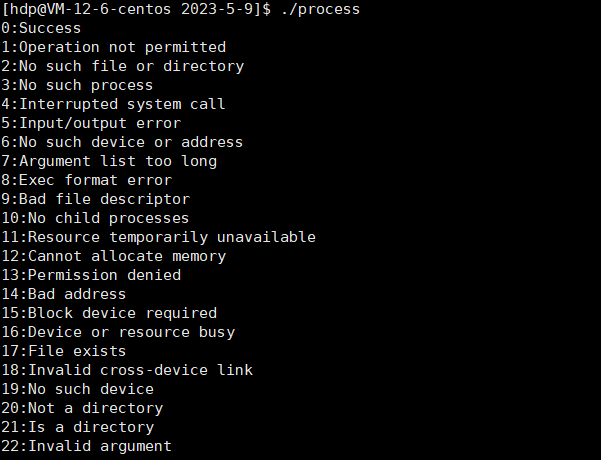 [hdp@VM-12-6-centos 2023-5-9]$ ./process
0:Success
1:Operation not permitted
2:No such file or directory
3:No such process
4:Interrupted system call
5:Input/output error
6:No such device or address
7:Argument list too long
8:Exec format error
9:Bad file descriptor
10:No child processes
11:Resource temporarily unavailable
12:Cannot allocate memory
13:Permission denied
14:Bad address
15:Block device required
16:Device or resource busy
17:File exists
18:Invalid cross-device link
19:No such device
20:Not a directory
21:Is a directory
22:Invalid argument